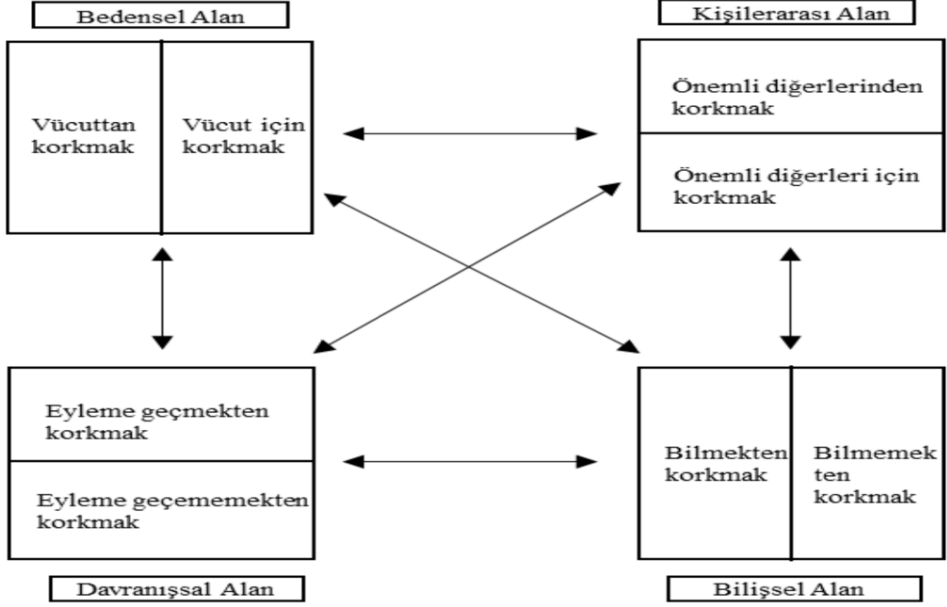 Bedensel Alan
Vücuttan
korkmak
Vücut için
korkmak
Kişilerarası Alan
Önemli diğerlerinden
korkmak
Önemli diğerleri için
korkmak
Eyleme geçmekten
korkmak
Eyleme geçememekten
korkmak
Davranışsal Alan
Bilmekten
korkmak
Bilmemek
ten
korkmak
Bilişsel Alan